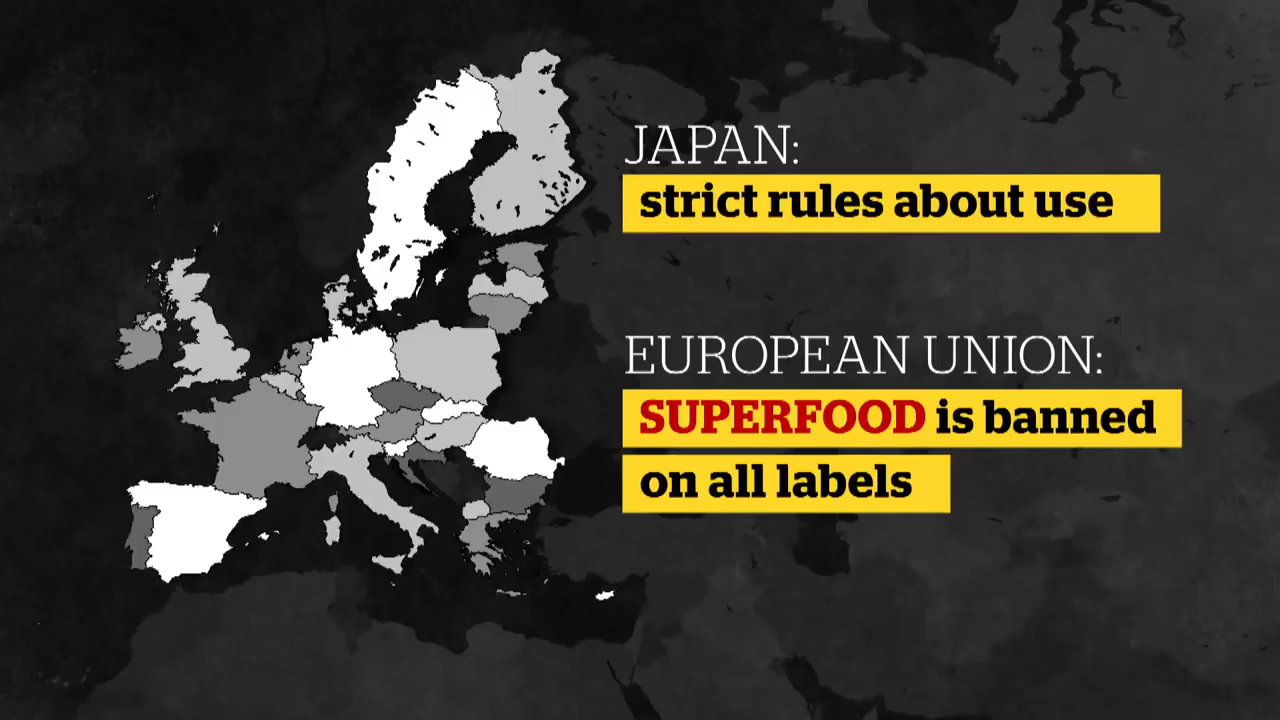 JAPAN:
strict rules about use
EUROPEAN UNION:
SUPERFOOD is banned
on all labels